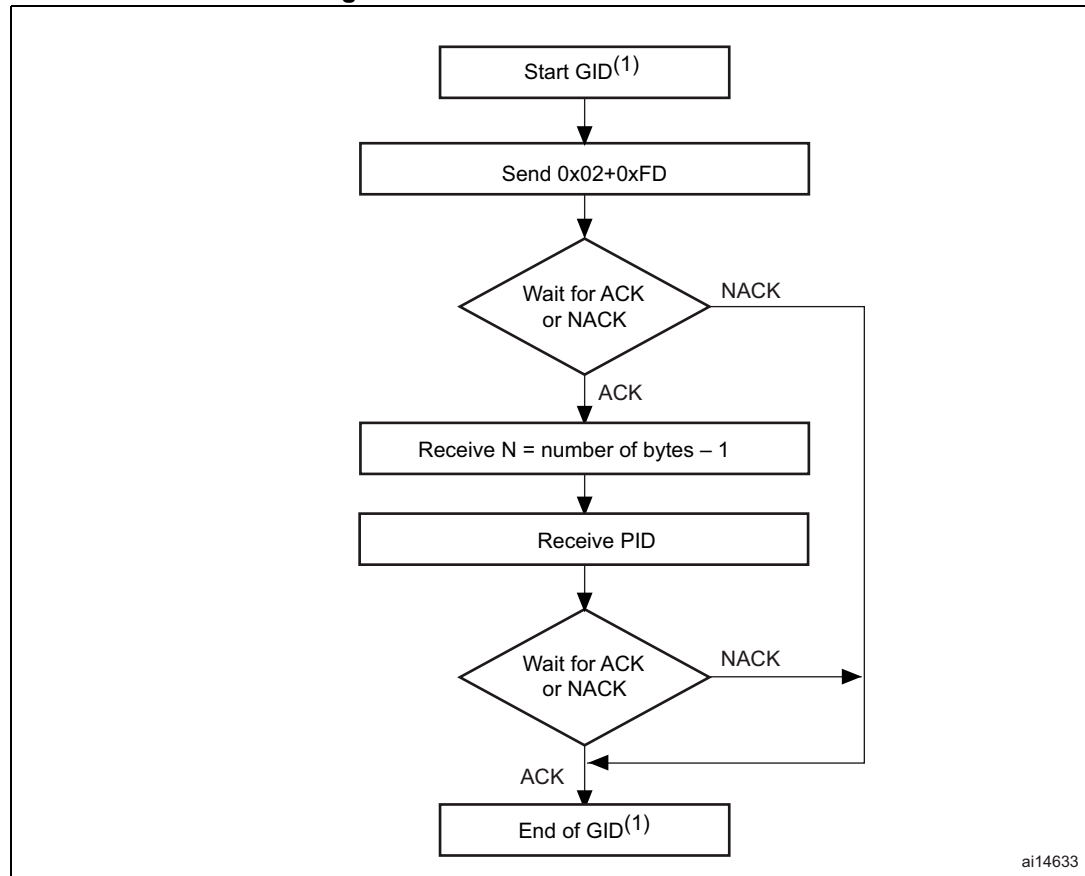 Start GID(1)
Send 0x02+0xFD
Wait for ACK
or NACK
NACK
ACK
Receive N = number of bytes – 1
Receive PID
Wait for ACK
or NACK
NACK
ACK
End of GID(1)
ai14633